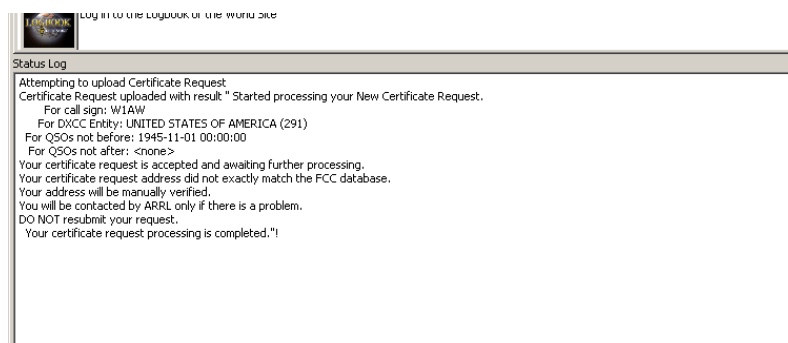 LOGBOOK
Log in to the Logbook of the World Site
Status Log
Attempting to upload Certificate Request
Certificate Request uploaded with result " Started processing your New Certificate Request.
For call sign: W1AW
For DXCC Entity: UNITED STATES OF AMERICA (291)
For QSOs not before: 1945-11-01 00:00:00
For QSOs not after: <none>
Your certificate request is accepted and awaiting further processing.
Your certificate request address did not exactly match the FCC database.
Your address will be manually verified.
You will be contacted by ARRL only if there is a problem.
DO NOT resubmit your request.
Your certificate request processing is completed."!